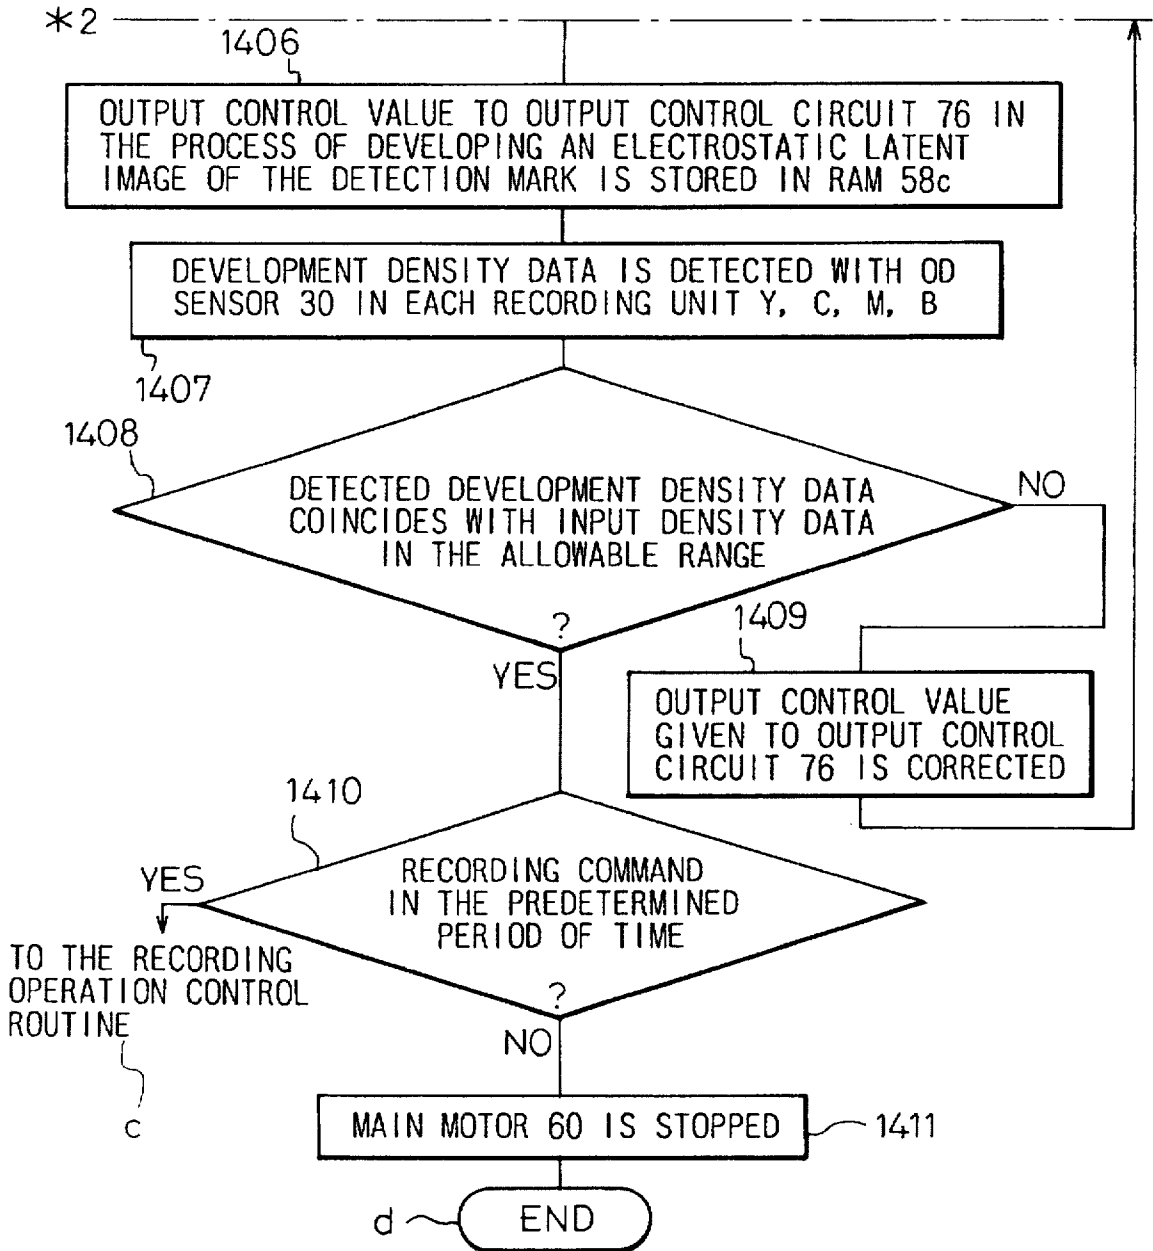 *2
1406
OUTPUT CONTROL VALUE TO OUTPUT CONTROL CIRCUIT 76 IN
THE PROCESS OF DEVELOPING AN ELECTROSTATIC LATENT
IMAGE OF THE DETECTION MARK IS STORED IN RAM 58c
DEVELOPMENT DENSITY DATA IS DETECTED WITH OD
SENSOR 30 IN EACH RECORDING UNIT Y, C, M, B
1407
1408
DETECTED DEVELOPMENT DENSITY DATA
COINCIDES WITH INPUT DENSITY DATA
IN THE ALLOWABLE RANGE
?
NO
YES
1409
OUTPUT CONTROL VALUE
GIVEN TO OUTPUT CONTROL
CIRCUIT 76 IS CORRECTED
1410
RECORDING COMMAND
IN THE PREDETERMINED
PERIOD OF TIME
?
YES
TO THE RECORDING
OPERATION CONTROL
ROUTINE
c
NO
MAIN MOTOR 60 IS STOPPED
1411
d
END